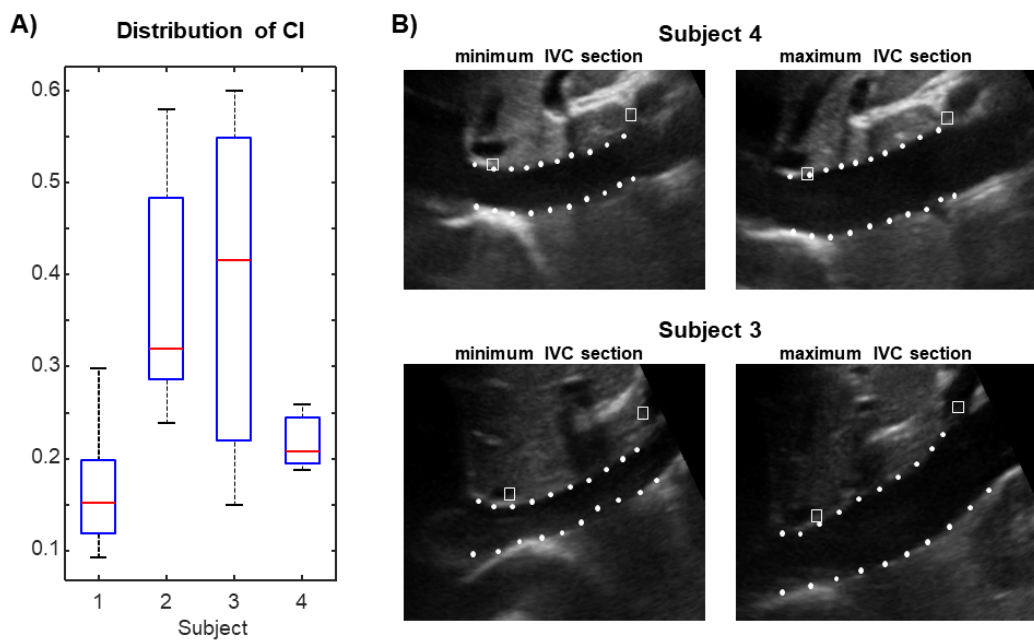 A)
Distribution of CI
0.6
0.5
0.4
0.3
0.2
0.1
1 2 3 4
Subject
B)
Subject 4
minimum IVC section
maximum IVC section
Subject 3
minimum IVC section
maximum IVC section